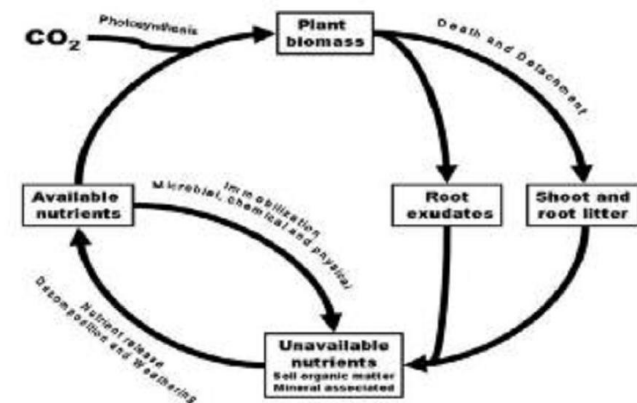 CO2
Photosynthesis
Plant
biomass
Death and Detachment
Available
nutrients
Immobilization
Microbial, chemical and physical
Root
exudates
Shoot and
root litter
Nutrient release
Decomposition and Weathering
Unavailable
nutrients
Soil organic matter
Mineral associated